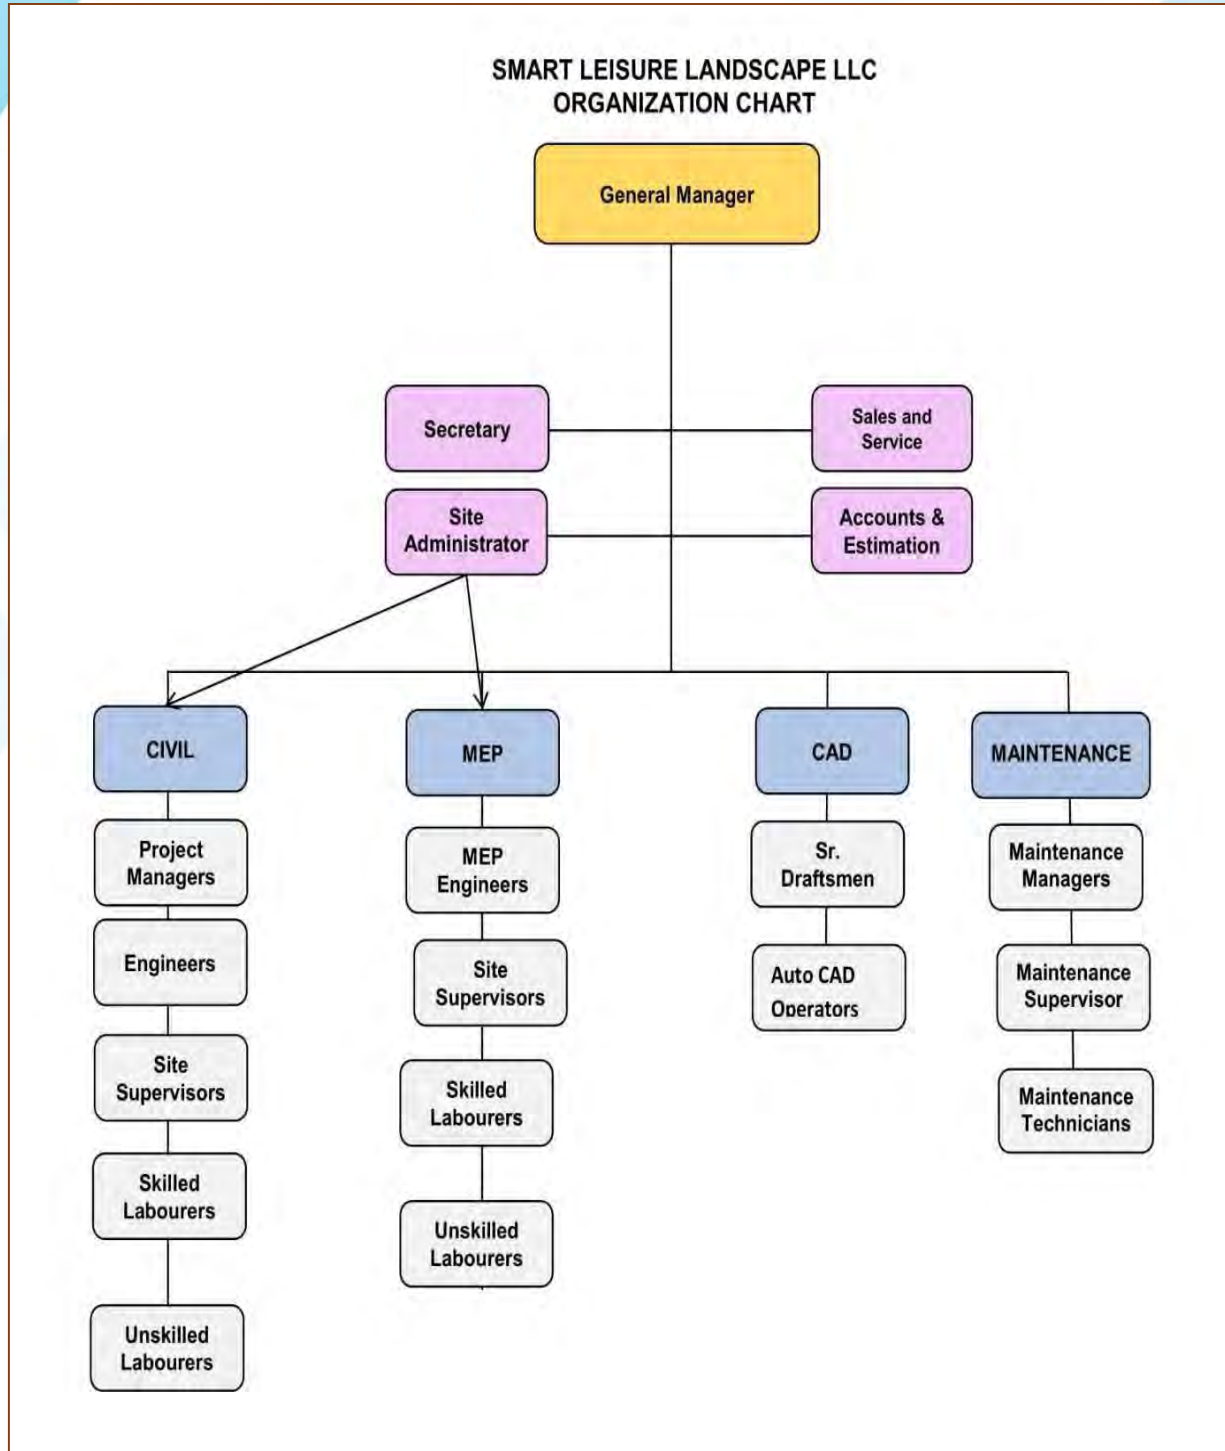 SMART LEISURE LANDSCAPE LLC
ORGANIZATION CHART
General Manager
Secretary
Sales and
Service
Site
Administrator
Accounts &
Estimation
CIVIL
MEP
CAD
MAINTENANCE
Project
Managers
Engineers
Site
Supervisors
Skilled
Labourers
Unskilled
Labourers
MEP
Engineers
Site
Supervisors
Skilled
Labourers
Unskilled
Labourers
Sr.
Draftsmen
Auto CAD
Operators
Maintenance
Managers
Maintenance
Supervisor
Maintenance
Technicians